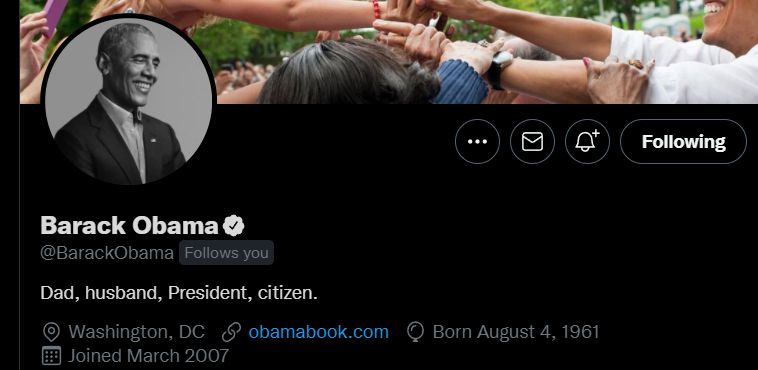 Following
Barack Obama
@BarackObama Follows you
Dad, husband, President, citizen.
Washington, DC obamabook.com Born August 4, 1961
Joined March 2007